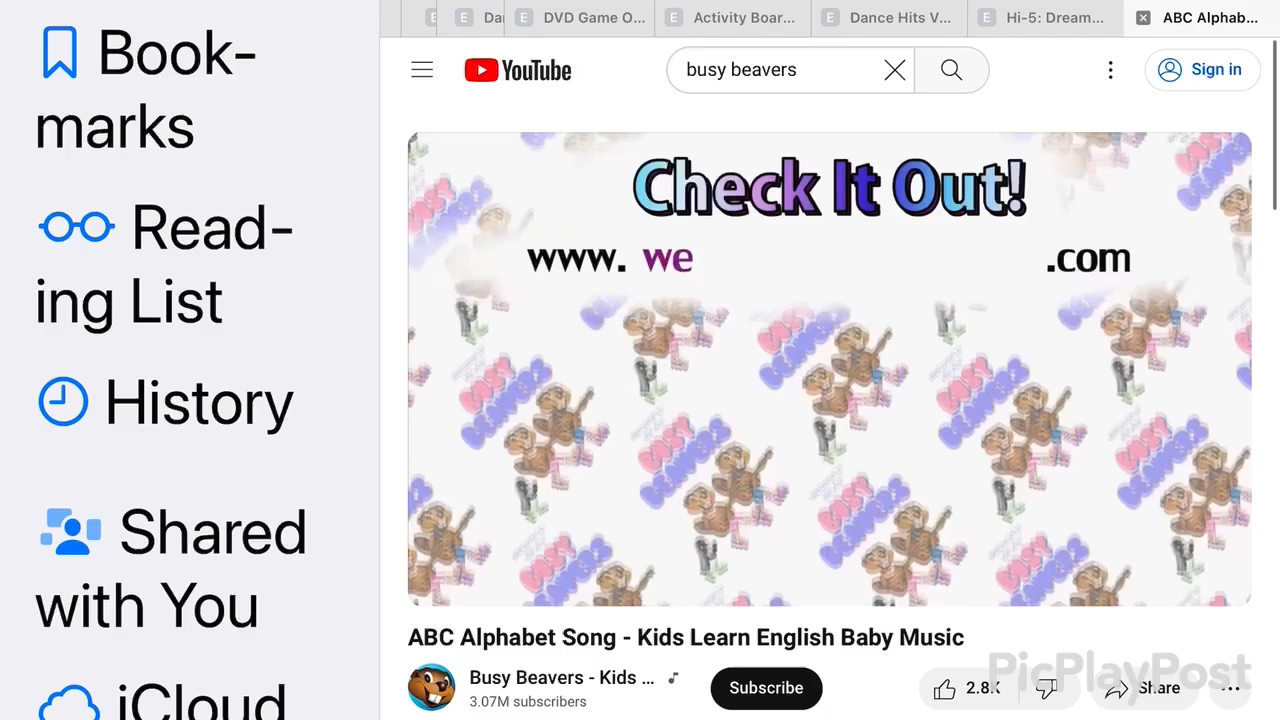 Book-
marks
Read-
ing List
History
Shared
with You
iCloud
E
E Da
E DVD Game O...
E Activity Boar...
E Dance Hits V...
E Hi-5: Dream...
ABC Alphab...
YouTube
busy beavers
Sign in
Check It Out!
www. we .com
BUSY BEAVERS
ABC Alphabet Song - Kids Learn English Baby Music
Busy Beavers - Kids ...
3.07M subscribers
Subscribe
2.8K
Share
PicPlayPost